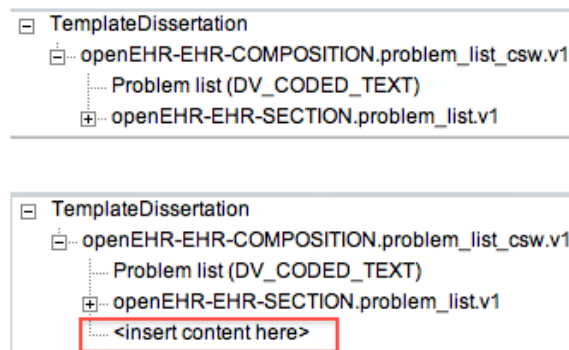 TemplateDissertation
openEHR-EHR-COMPOSITION.problem_list_csw.v1
Problem list (DV_CODED_TEXT)
openEHR-EHR-SECTION.problem_list.v1
TemplateDissertation
openEHR-EHR-COMPOSITION.problem_list_csw.v1
Problem list (DV_CODED_TEXT)
openEHR-EHR-SECTION.problem_list.v1
<insert content here>